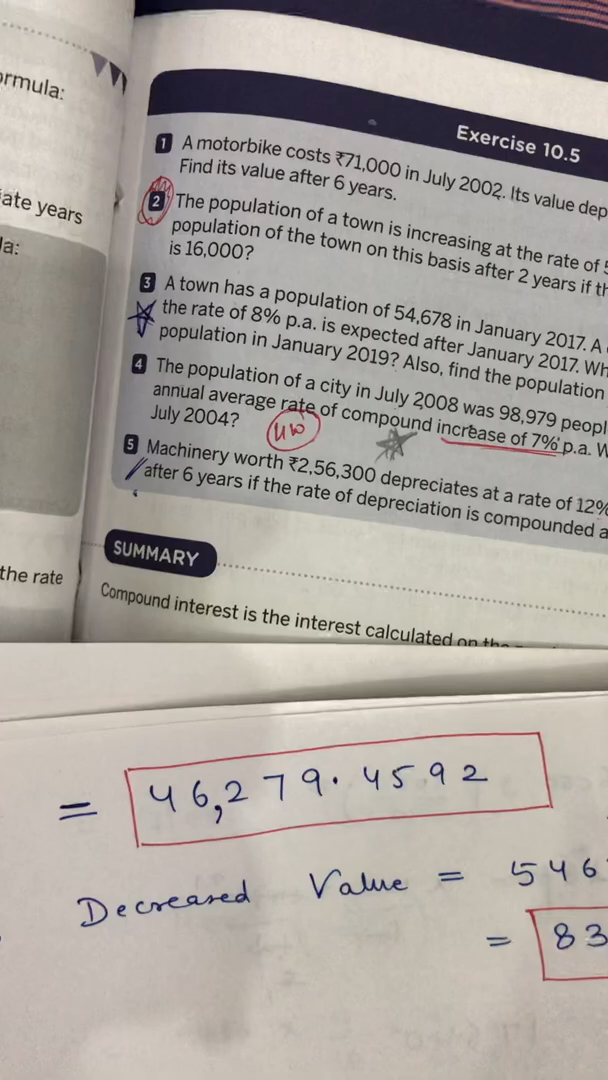 ormula:
ate years
la:
the rate
Exercise 10.5
1 A motorbike costs ₹71,000 in July 2002. Its value dep
Find its value after 6 years.
2 The population of a town is increasing at the rate of 5
population of the town on this basis after 2 years if th
is 16,000?
3 A town has a population of 54,678 in January 2017. A
the rate of 8% p.a. is expected after January 2017. Wh
population in January 2019? Also, find the population
4 The population of a city in July 2008 was 98,979 peopl
annual average rate of compound increase of 7% p.a. W
July 2004?
HW
5 Machinery worth ₹2,56,300 depreciates at a rate of 12%
after 6 years if the rate of depreciation is compounded a
SUMMARY
Compound interest is the interest calculated on the
= 46,279.4592
Decreased Value = 546
= 83